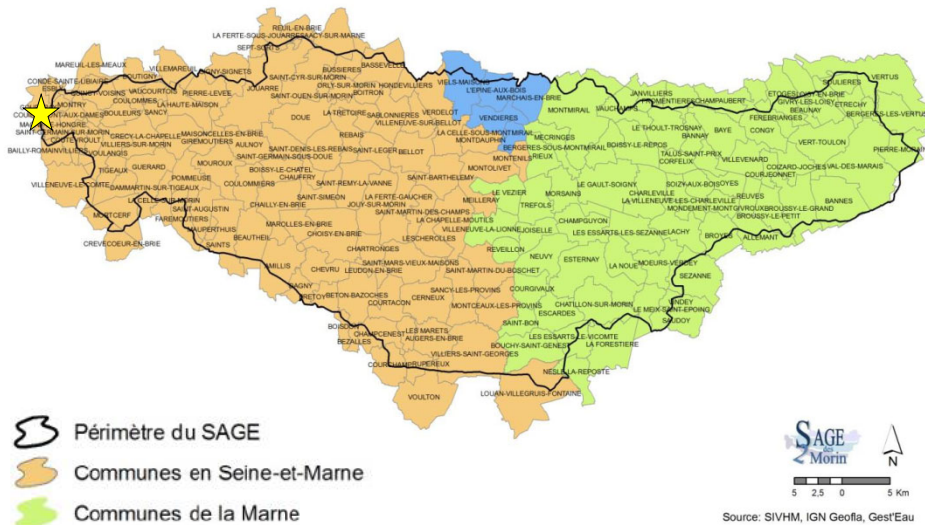 REUIL-EN-BRIE
LA FERTE-SOUS-JOUARRE
SAACY-SUR-MARNE
SEPT-SORTS
MAREUIL-LES-MEAUX
VILLEMAREUIL
SIGNY-SIGNETS
BUSSIERES
BASSEVELLE
CONDE-SAINTE-LIBIAIRE
ESBLY
SAINT-CYR-SUR-MORIN
ORLY-SUR-MORIN
HONDEVILLIERS
VIELS-MAISONS
L'EPINE-AUX-BOIS
MARCHAIS-EN-BRIE
VENDIERES
JANVILLIERS
FROMENTIERES
CHAMPAUBERT
SOULIERES
VERTUS
VAUCOURTOIS
PIERRE-LEVEE
JOUARRE
BOITRON
SAINT-OUEN-SUR-MORIN
MONTRY
COULOMMES
LA-HAUTE-MAISON
BOULEURS
SANCY
DOUE
LA-TRETOIRE
SABLONNIERES
VERDELOT
VILLENEUVE-SUR-BELLOT
MONTMIRAIL
VAUCHAMPS
GIVRY-LES-LOISY
ETRECHY
BEAUNAY
BERGERES-LES-VERTUS
FEREBRIANGES
SAINT-GERMAIN-SUR-MORIN
CRECY-LA-CHAPELLE
VILLIERS-SUR-MORIN
MAISONCELLES-EN-BRIE
GIREMOUTIERS
AULNOY
REBAIS
LA CELLE-SOUS-MONTMIRAIL
MONTDAUPHIN
MECRINGES
LE THOULT-TROSNAY
BAYE
BANNAY
CONGY
VERT-TOULON
PIERRE-MORAINS
BAILLY-ROMAINVILLIERS
VOULANGIS
SAINT-DENIS-LES-REBAIS
SAINT-LEGER
BELLOT
SAINT-GERMAIN-SOUS-DOUE
BERGERES-SOUS-MONTMIRAIL
MONTENILS
RIEUX
BOISSY-LE-REPOS
TALUS-SAINT-PRIX
CORFELIX
VILLEVENARD
COIZARD-JOCHES
VAL-DES-MARAIS
COURJEONNET
TIGEAUX
GUERARD
MOUROUX
BOISSY-LE-CHATEL
CHAUFFRY
POMMEUSE
COULOMMIERS
SAINT-REMY-LA-VANNE
SAINT-BARTHELEMY
MONTOLIVET
VILLENEUVE-LE-COMTE
DAMMARTIN-SUR-TIGEAUX
LA-CELLE-SUR-MORIN
SAINT-SIMEON
LA-FERTE-GAUCHER
JOUY-SUR-MORIN
MEILLERAY
LE VEZIER
MORSAINS
LE GAULT-SOIGNY
CHARLEVILLE
SOIZY-AUX-BOIS
OYES
REUVES
BANNES
TREFOLS
LA-VILLENEUVE-LES-CHARLEVILLE
MONDEMENT-MONTGIVROUX
BROUSSY-LE-GRAND
BROUSSY-LE-PETIT
MORTCERF
SAINT-AUGUSTIN
FAREMOUTIERS
CHAILLY-EN-BRIE
SAINT-MARTIN-DES-CHAMPS
LA CHAPELLE-MOUTILS
CHAMPGUYON
CREVECOEUR-EN-BRIE
MAUPERTHUIS
SAINTS
BEAUTHEIL
MAROLLES-EN-BRIE
CHOISY-EN-BRIE
LESCHEROLLES
VILLENEUVE-LA-LIONNE
JOISELLE
LES ESSARTS-LES-SEZANNE
LACHY
BROYES
ALLEMANT
CHARTRONGES
REVEILLON
NEUVY
ESTERNAY
LA NOUE
MOEURS-VERDEY
AMILLIS
CHEVRU
SAINT-MARS-VIEUX-MAISONS
LEUDON-EN-BRIE
SAINT-MARTIN-DU-BOSCHET
SEZANNE
DAGNY
BETON-BAZOCHES
COURTACON
CERNEUX
SANCY-LES-PROVINS
COURGIVAUX
CHATILLON-SUR-MORIN
ESCARDES
LE MEIX-SAINT-EPOING
VINDEY
SAUDOY
MONTCEAUX-LES-PROVINS
SAINT-BON
BOISDON
BEZALLES
CHAMPCENEST
LES MARETS
AUGERS-EN-BRIE
BOUCHY-SAINT-GENEST
LES ESSARTS-LE-VICOMTE
LA FORESTIERE
VILLIERS-SAINT-GEORGES
COURCHAMP
RUPEREUX
NESLE-LA-REPOSTE
VOULTON
LOUAN-VILLEGRUIS-FONTAINE
Périmètre du SAGE
Communes en Seine-et-Marne
Communes de la Marne
SAGE
des
2 Morin
N
5 2,5 0 5 Km
Source: SIVHM, IGN Geofla, Gest'Eau